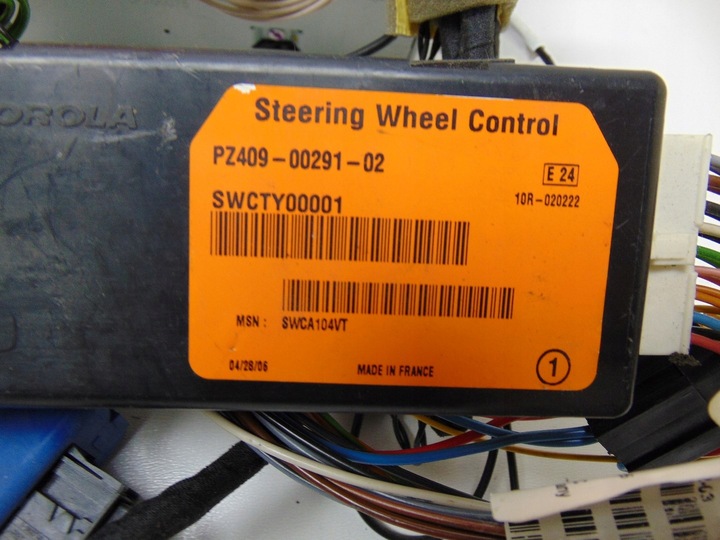 OROLA
Steering Wheel Control
PZ409-00291-02
E 24
SWCTY00001
10R-020222
MSN : SWCA104VT
04/28/06
MADE IN FRANCE
1